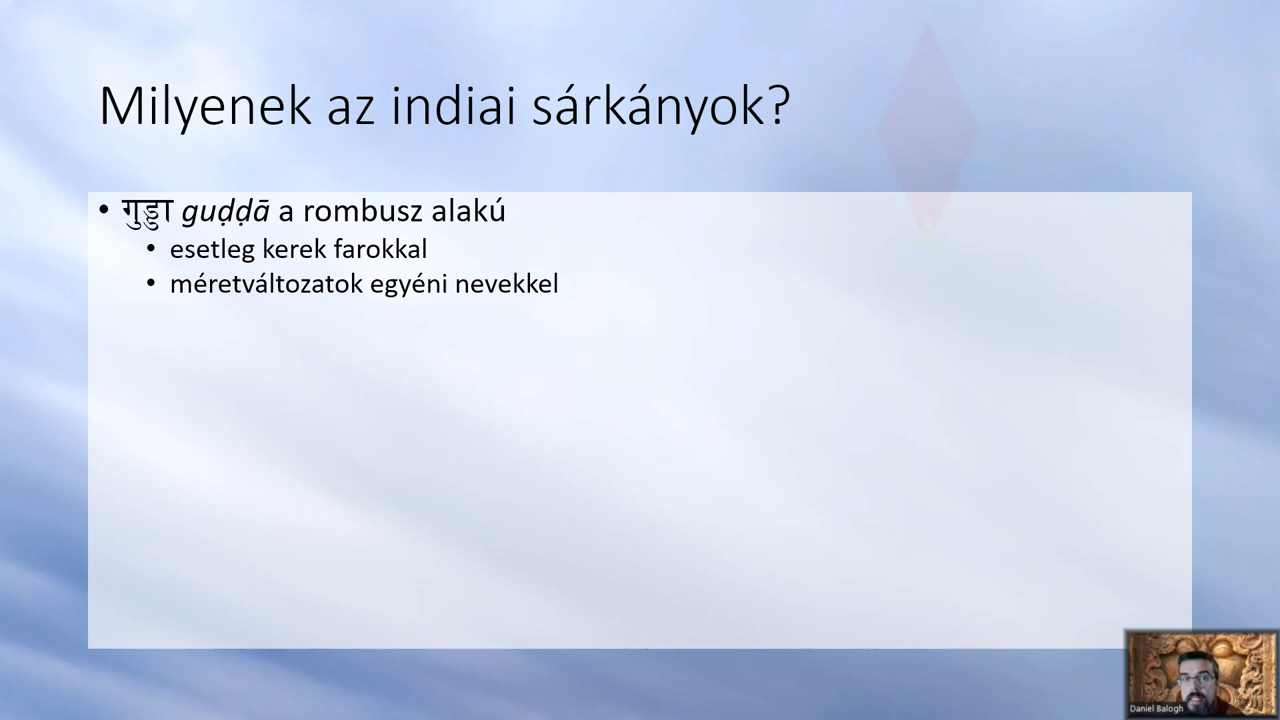 Milyenek az indiai sárkányok?
• गुड्डा guḍḍā a rombusz alakú
• esetleg kerek farokkal
• méretváltozatok egyéni nevekkel
Daniel Balogh